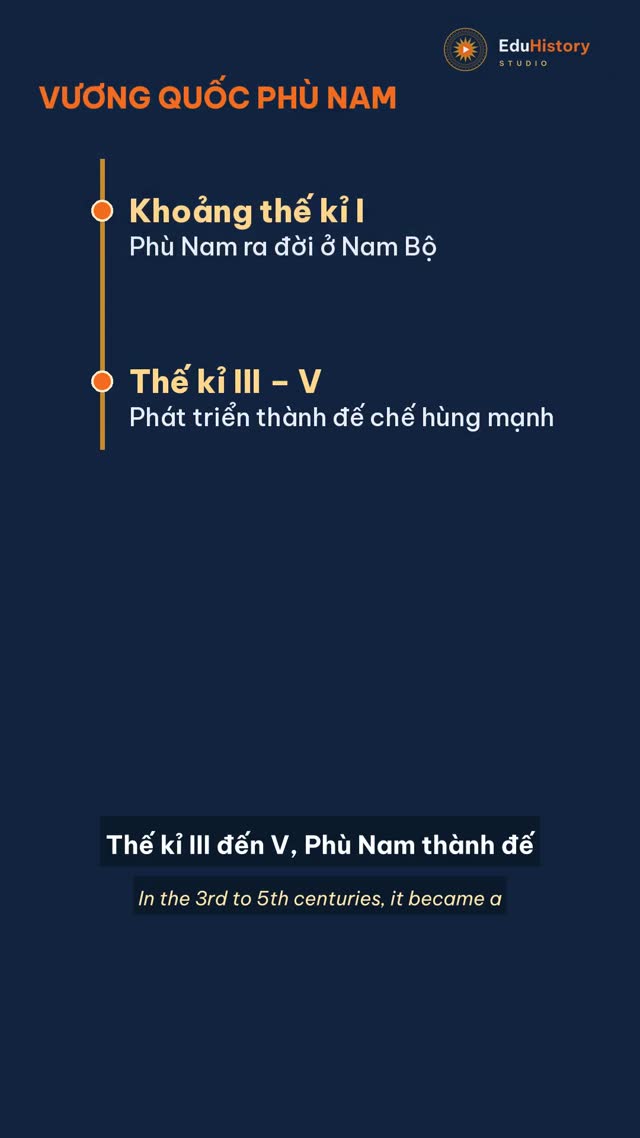 EduHistory
STUDIO
VƯƠNG QUỐC PHÙ NAM
Khoảng thế kỉ I
Phù Nam ra đời ở Nam Bộ
Thế kỉ III – V
Phát triển thành đế chế hùng mạnh
Thế kỉ III đến V, Phù Nam thành đế
In the 3rd to 5th centuries, it became a